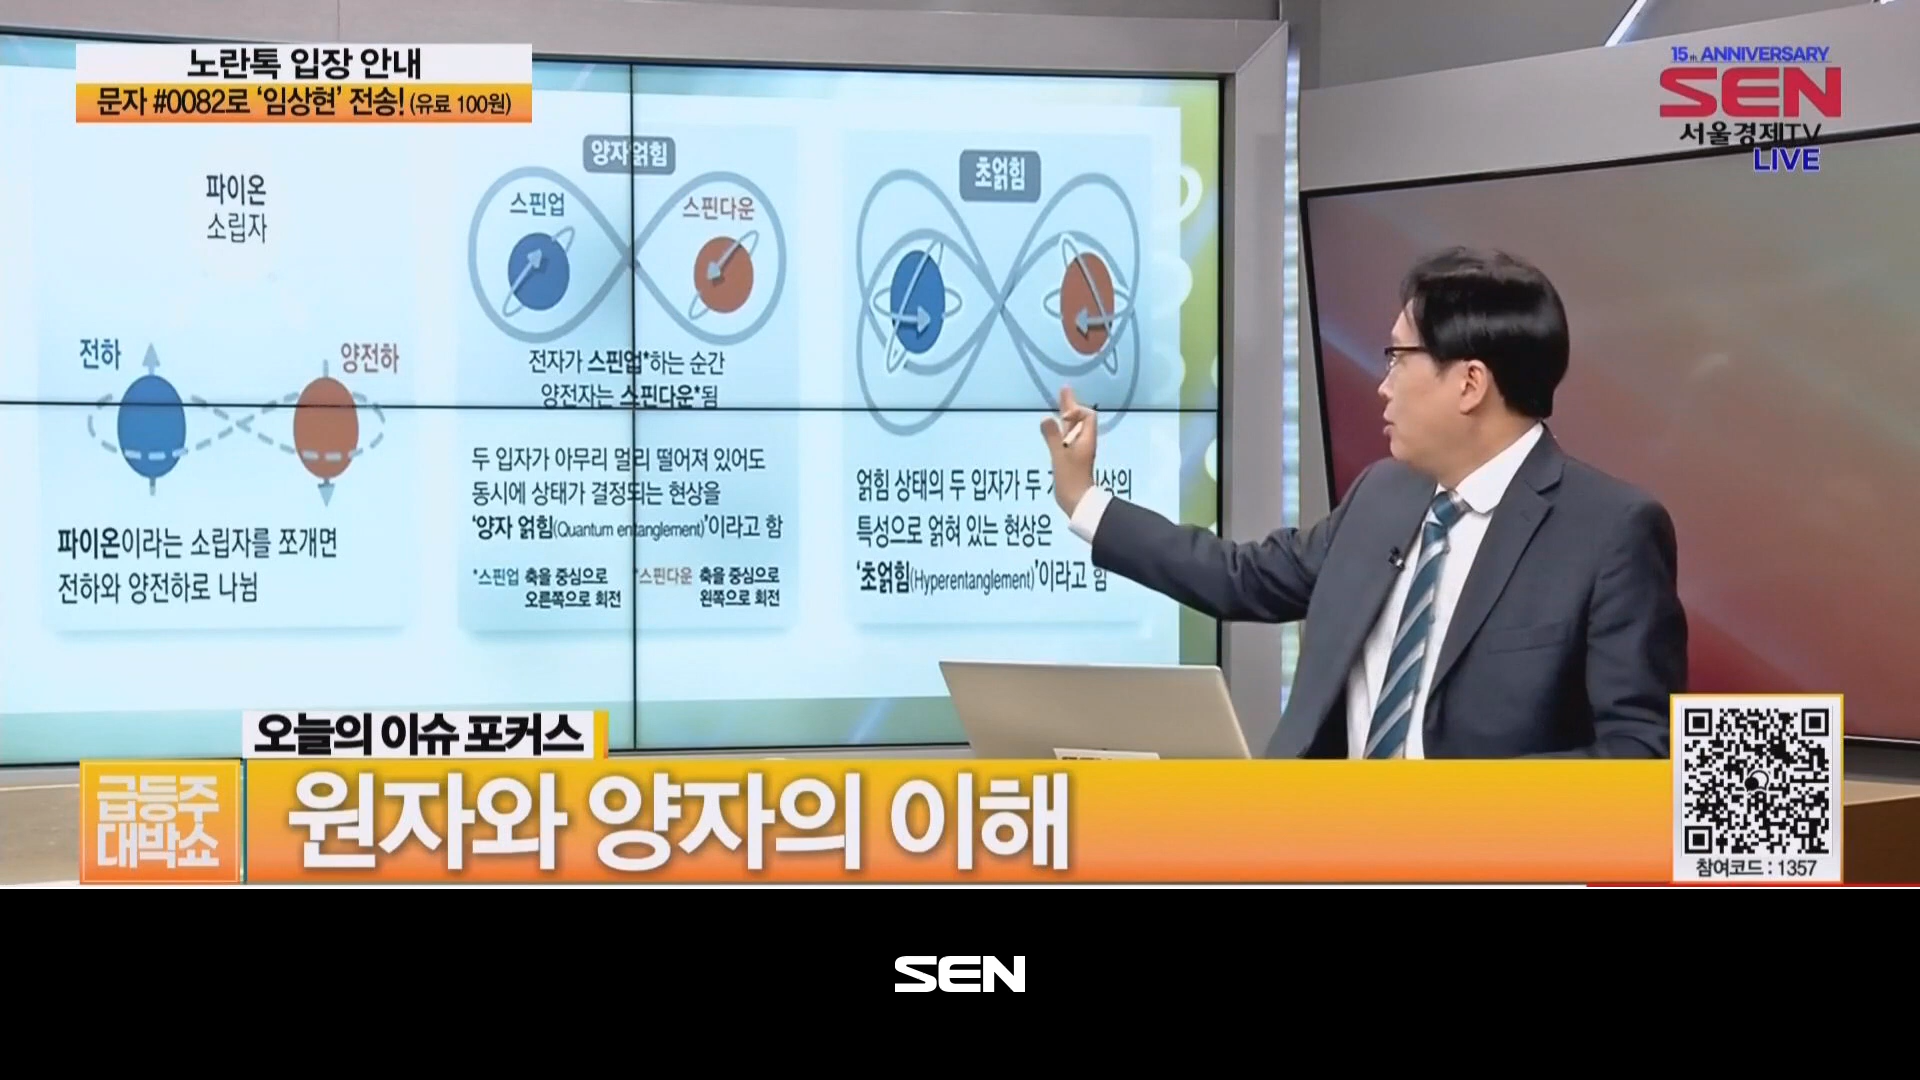 노란톡 입장 안내
문자 #0082로 '임상현' 전송! (유료 100원)
15th ANNIVERSARY
SEN
서울경제TV
LIVE
파이온
소립자
전하
양전하
파이온이라는 소립자를 쪼개면
전하와 양전하로 나뉨
양자얽힘
스핀업
스핀다운
전자가 스핀업*하는 순간
양전자는 스핀다운*됨
두 입자가 아무리 멀리 떨어져 있어도
동시에 상태가 결정되는 현상을
'양자 얽힘(Quantum entanglement)'이라고 함
*스핀업 축을 중심으로
오른쪽으로 회전
*스핀다운 축을 중심으로
왼쪽으로 회전
초얽힘
얽힘 상태의 두 입자가 두 이상의
특성으로 얽혀 있는 현상은
'초얽힘(Hyperentanglement)'이라고 함
오늘의 이슈 포커스
급등주
대박쇼
원자와 양자의 이해
참여코드 : 1357
SEN